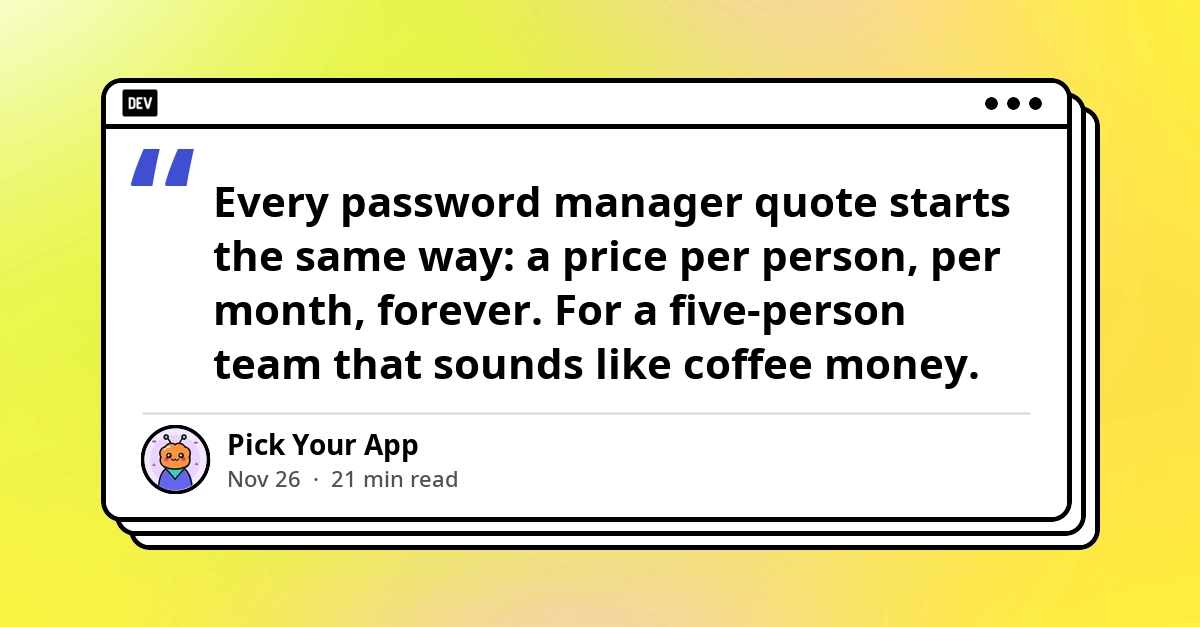 DEV
“
Every password manager quote starts
the same way: a price per person, per
month, forever. For a five-person
team that sounds like coffee money.
Pick Your App
Nov 26 · 21 min read